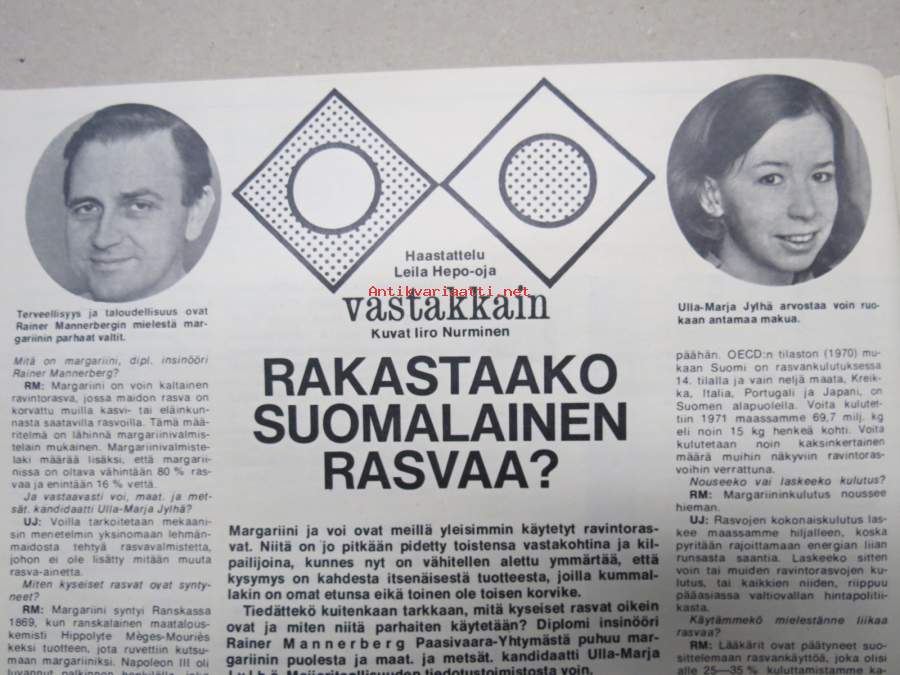 Haastattelu
Leila Hepo-oja
Antikvariaatti.net
vastakkain
Kuvat Iiro Nurminen
Terveellisyys ja taloudellisuus ovat
Rainer Mannerbergin mielestä mar-
gariinin parhaat valtit.
Ulla-Marja Jylhä arvostaa voin ruo-
kaan antamaa makua.
RAKASTAAKO
SUOMALAINEN
RASVAA?
Mitä on margariini, dipl. insinööri
Rainer Mannerberg?
RM: Margariini on voin kaltainen
ravintorasva, jossa maidon rasva on
korvattu muilla kasvi- tai eläinkun-
nasta saatavilla rasvoilla. Tämä mää-
ritelmä on lähinnä margariinivalmis-
telain mukainen. Margariinivalmiste-
laki määrää lisäksi, että margarii-
nissa on oltava vähintään 80 % ras-
vaa ja enintään 16 % vettä.
Ja vastaavasti voi, maat. ja met-
sät. kandidaatti Ulla-Marja Jylhä?
UJ: Voilla tarkoitetaan mekaani-
sin menetelmin yksinomaan lehmän-
maidosta tehtyä rasvavalmistetta,
johon ei ole lisätty mitään muuta
rasva-ainetta.
Miten kyseiset rasvat ovat synty-
neet?
RM: Margariini syntyi Ranskassa
1869, kun ranskalainen maatalous-
kemisti Hippolyte Mèges-Mouriès
keksi tuotteen, jota ruvettiin kutsu-
maan margariiniksi. Napoleon III oli
luvannut palkinnon henkilölle, joka
Margariini ja voi ovat meillä yleisimmin käytetyt ravintoras-
vat. Niitä on jo pitkään pidetty toistensa vastakohtina ja kil-
pailijoina, kunnes nyt on vähitellen alettu ymmärtää, että
kysymys on kahdesta itsenäisestä tuotteesta, joilla kummal-
lakin on omat etunsa eikä toinen ole toisen korvike.
Tiedättekö kuitenkaan tarkkaan, mitä kyseiset rasvat oikein
ovat ja miten niitä parhaiten käytetään? Diplomi insinööri
Rainer Mannerberg Paasivaara-Yhtymästä puhuu mar-
gariinin puolesta ja maat. ja metsät. kandidaatti Ulla-Marja
Jylhä Meijeriteollisuuden tiedotustoimistosta voin.
päähän. OECD:n tilaston (1970) mu-
kaan Suomi on rasvankulutuksessa
14. tilalla ja vain neljä maata, Kreik-
ka, Italia, Portugali ja Japani, on
Suomen alapuolella. Voita kulutet-
tiin 1971 maassamme 69,7 milj. kg
eli noin 15 kg henkeä kohti. Voita
kulutetaan noin kaksinkertainen
määrä muihin näkyviin ravintoras-
voihin verrattuna.
Nouseeko vai laskeeko kulutus?
RM: Margariininkulutus nousee
hieman.
UJ: Rasvojen kokonaiskulutus las-
kee maassamme hiljalleen, koska
pyritään rajoittamaan energian liian
runsasta saantia. Laskeeko sitten
voin tai muiden ravintorasvojen ku-
lutus, tai kaikkien niiden, riippuu
pääasiassa valtiovallan hintapoliti-
kasta.
Käytämmekö mielestänne liikaa
rasvaa?
RM: Lääkärit ovat päätyneet suo-
sittelemaan rasvankäyttöä, joka olisi
alle 25—35 % kuluttamistamme ka-